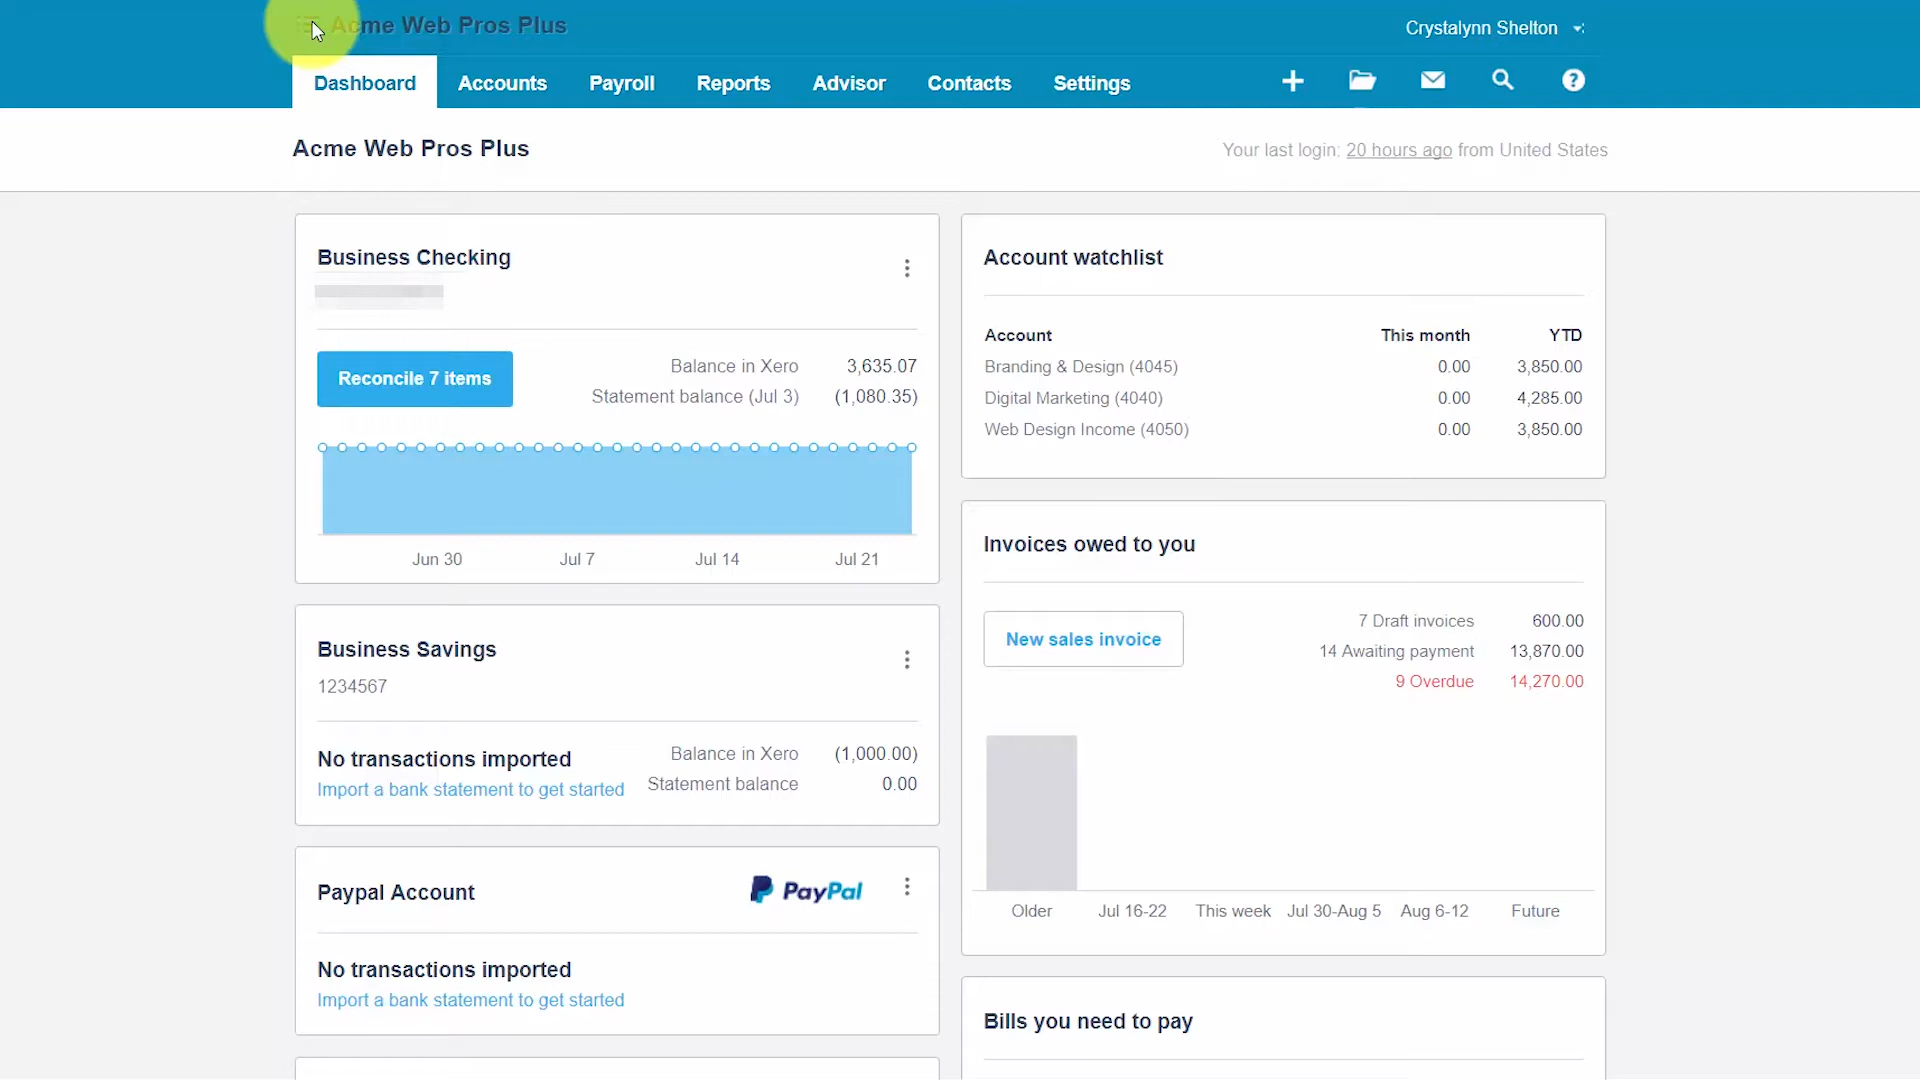 Acme Web Pros Plus
Crystalynn Shelton
Dashboard Accounts Payroll Reports Advisor Contacts Settings
Acme Web Pros Plus
Your last login: 20 hours ago from United States
Business Checking
Reconcile 7 items
Balance in Xero 3,635.07
Statement balance (Jul 3) (1,080.35)
Jun 30 Jul 7 Jul 14 Jul 21
Business Savings
1234567
No transactions imported
Import a bank statement to get started
Balance in Xero (1,000.00)
Statement balance 0.00
Paypal Account
PayPal
No transactions imported
Import a bank statement to get started
Account watchlist
Account This month YTD
Branding & Design (4045) 0.00 3,850.00
Digital Marketing (4040) 0.00 4,285.00
Web Design Income (4050) 0.00 3,850.00
Invoices owed to you
New sales invoice
7 Draft invoices 600.00
14 Awaiting payment 13,870.00
9 Overdue 14,270.00
Older Jul 16-22 This week Jul 30-Aug 5 Aug 6-12 Future
Bills you need to pay